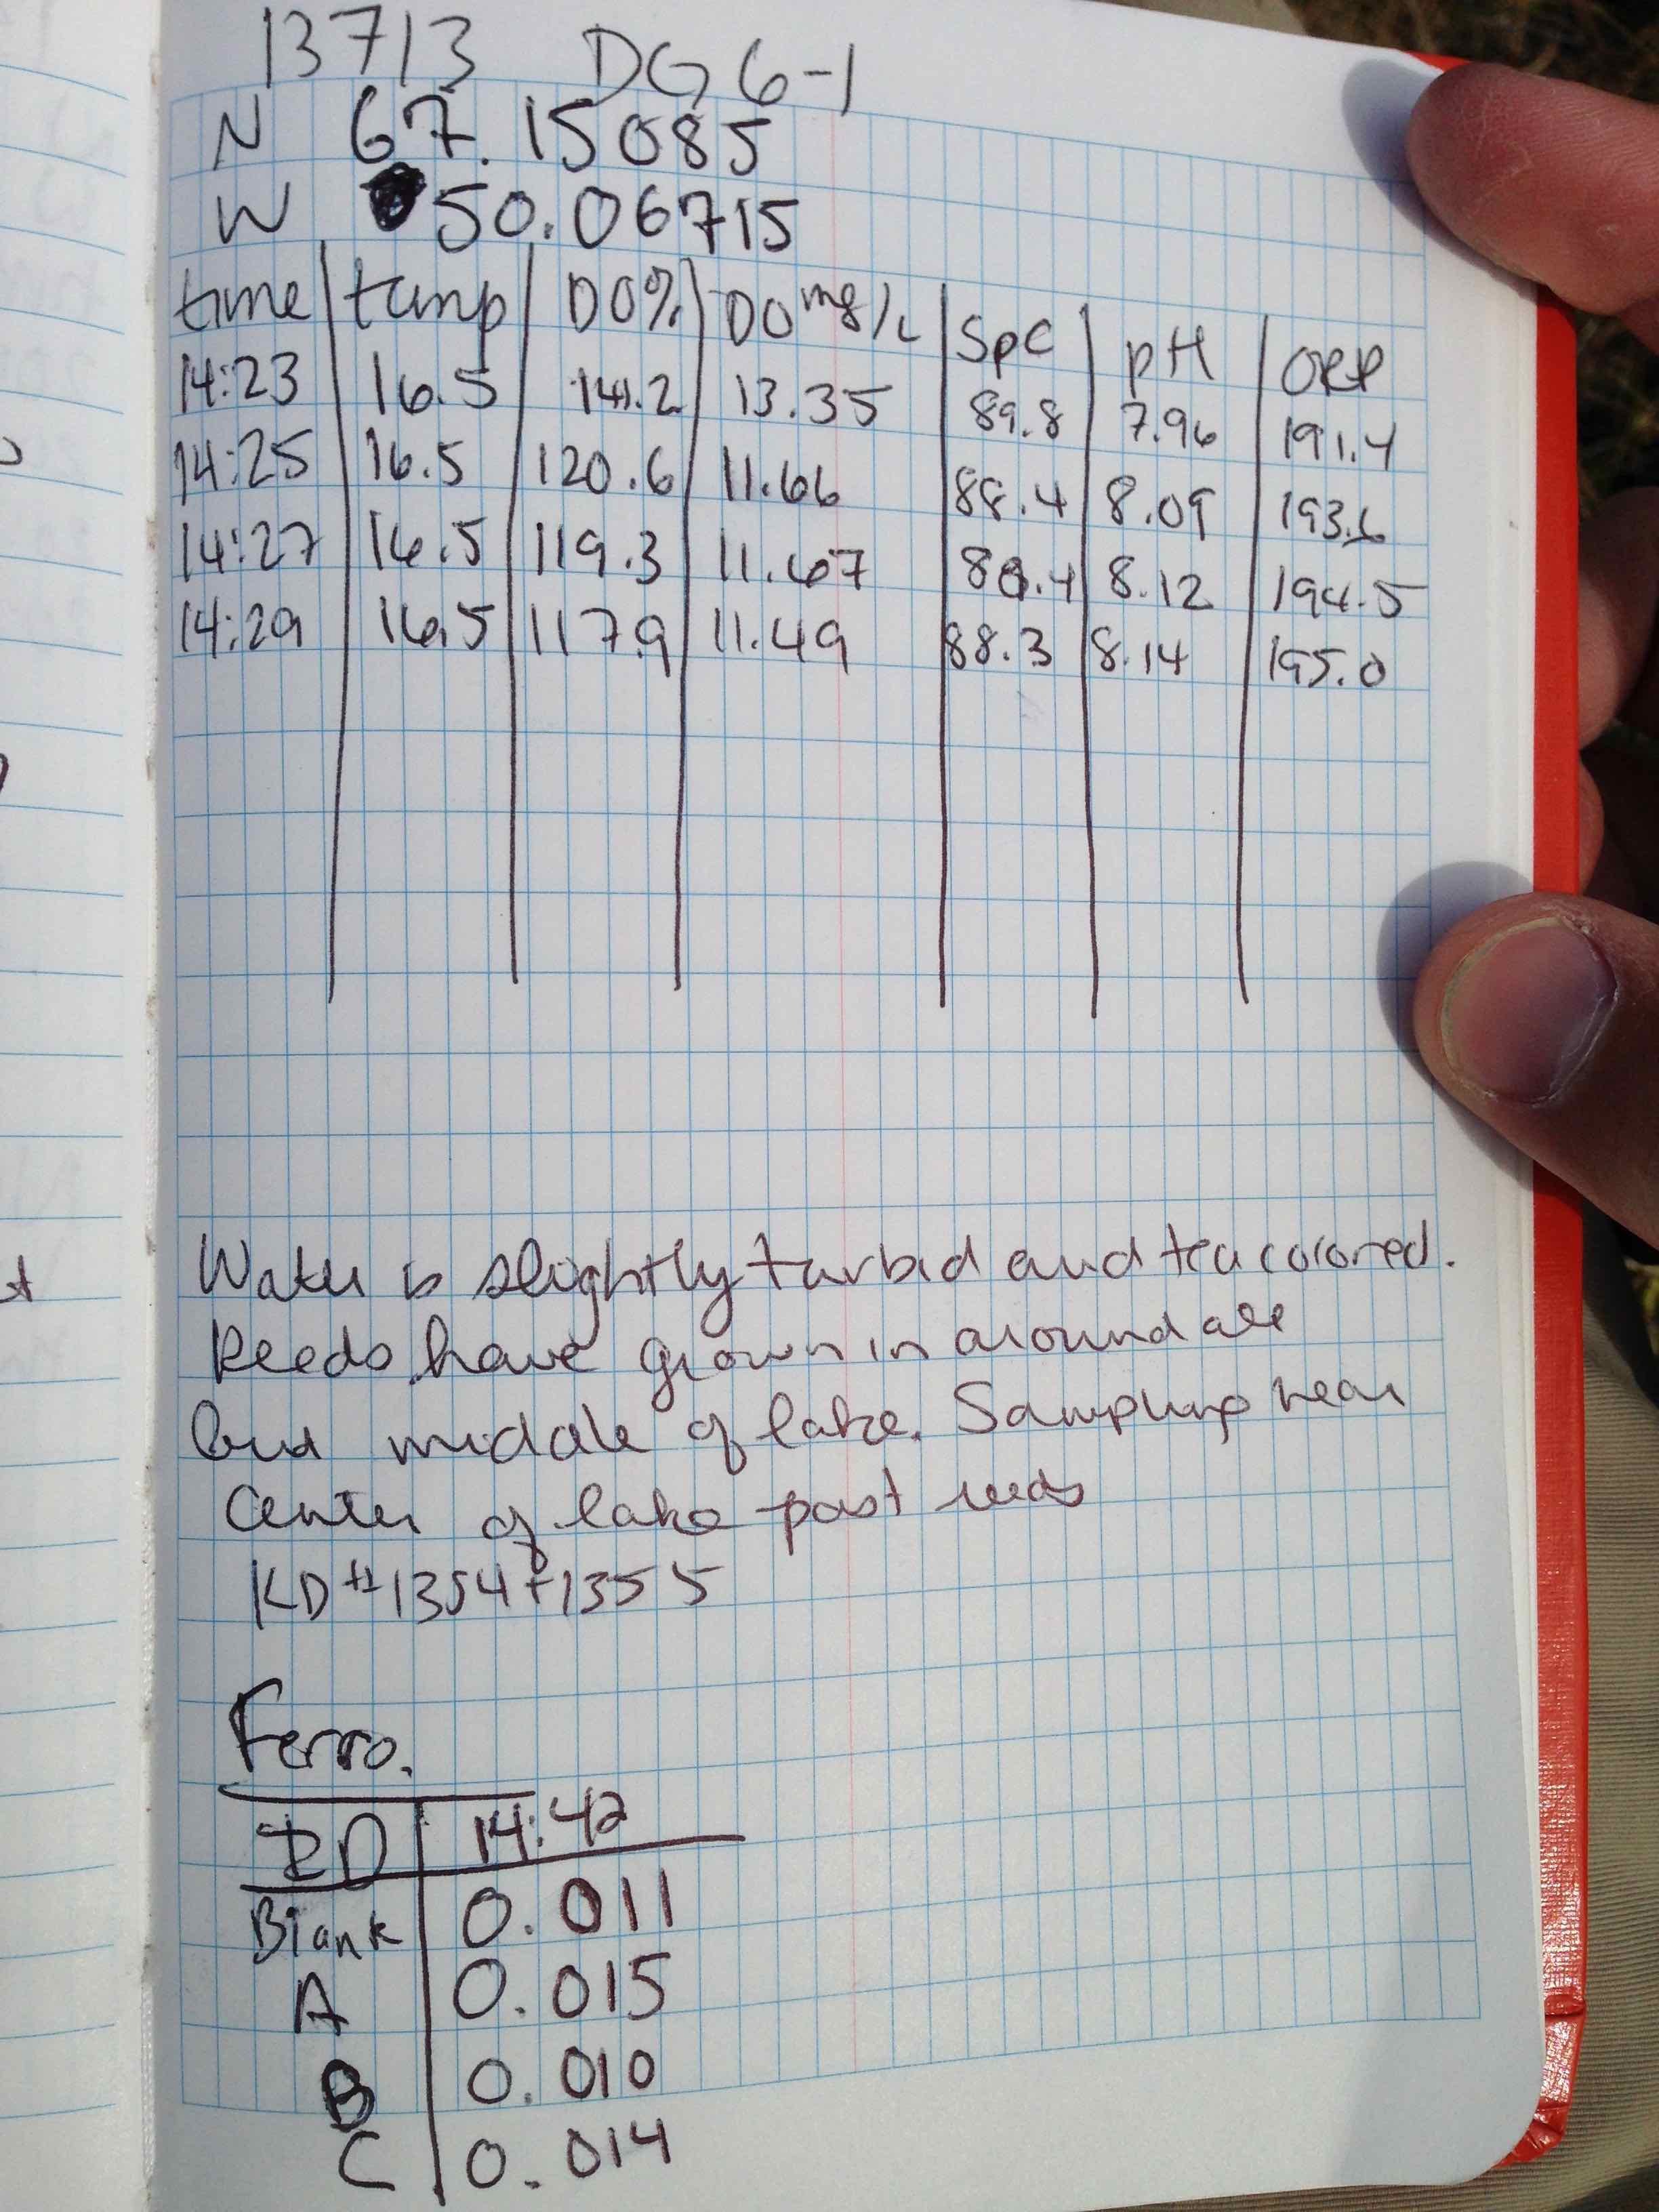 13713 DG 6-1
N 67.15085
W 50.06715
time temp DO% DO mg/L SpC pH ORP
14:23 16.5 141.2 13.35 89.8 7.96 191.4
14:25 16.5 120.6 11.66 88.4 8.09 193.6
14:27 16.5 119.3 11.67 88.4 8.12 194.5
14:29 16.5 117.9 11.49 88.3 8.14 195.0
Water is slightly turbid and tea colored.
Reeds have grown in around all
but middle of lake. Sampling near
center of lake past reeds
KD #1354+1355
Ferro.
ID 14:42
Blank 0.011
A 0.015
B 0.010
C 0.014